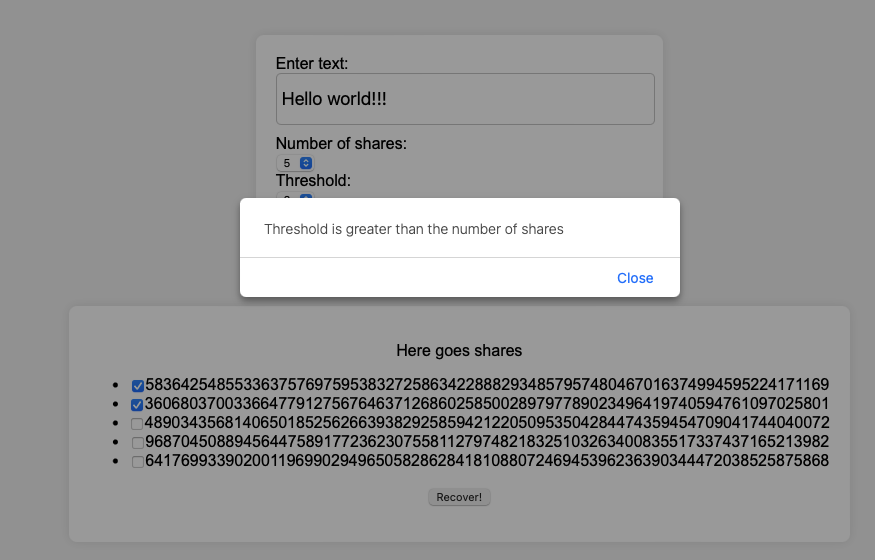 Enter text:
Hello world!!!
Number of shares:
5
Threshold:
Threshold is greater than the number of shares
Close
Here goes shares
58364254855336375769759538327258634228882934857957480467016374994595224171169
36068037003366477912756764637126860258500289797789023496419740594761097025801
48903435681406501852562663938292585942122050953504284474359454709041744040072
96870450889456447589177236230755811279748218325103263400835517337437165213982
64176993390200119699029496505828628418108807246945396236390344472038525875868
Recover!